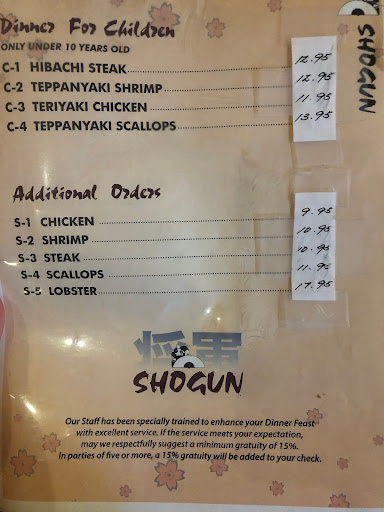 Dinner For Children
ONLY UNDER 10 YEARS OLD
C-1 HIBACHI STEAK 12.95
C-2 TEPPANYAKI SHRIMP 12.95
C-3 TERIYAKI CHICKEN 11.95
C-4 TEPPANYAKI SCALLOPS 13.95
SHOGUN
Additional Orders
S-1 CHICKEN 9.95
S-2 SHRIMP 10.95
S-3 STEAK 10.95
S-4 SCALLOPS 11.95
S-5 LOBSTER 17.95
将軍
SHOGUN
Our Staff has been specially trained to enhance your Dinner Feast
with excellent service. If the service meets your expectation,
may we respectfully suggest a minimum gratuity of 15%.
In parties of five or more, a 15% gratuity will be added to your check.